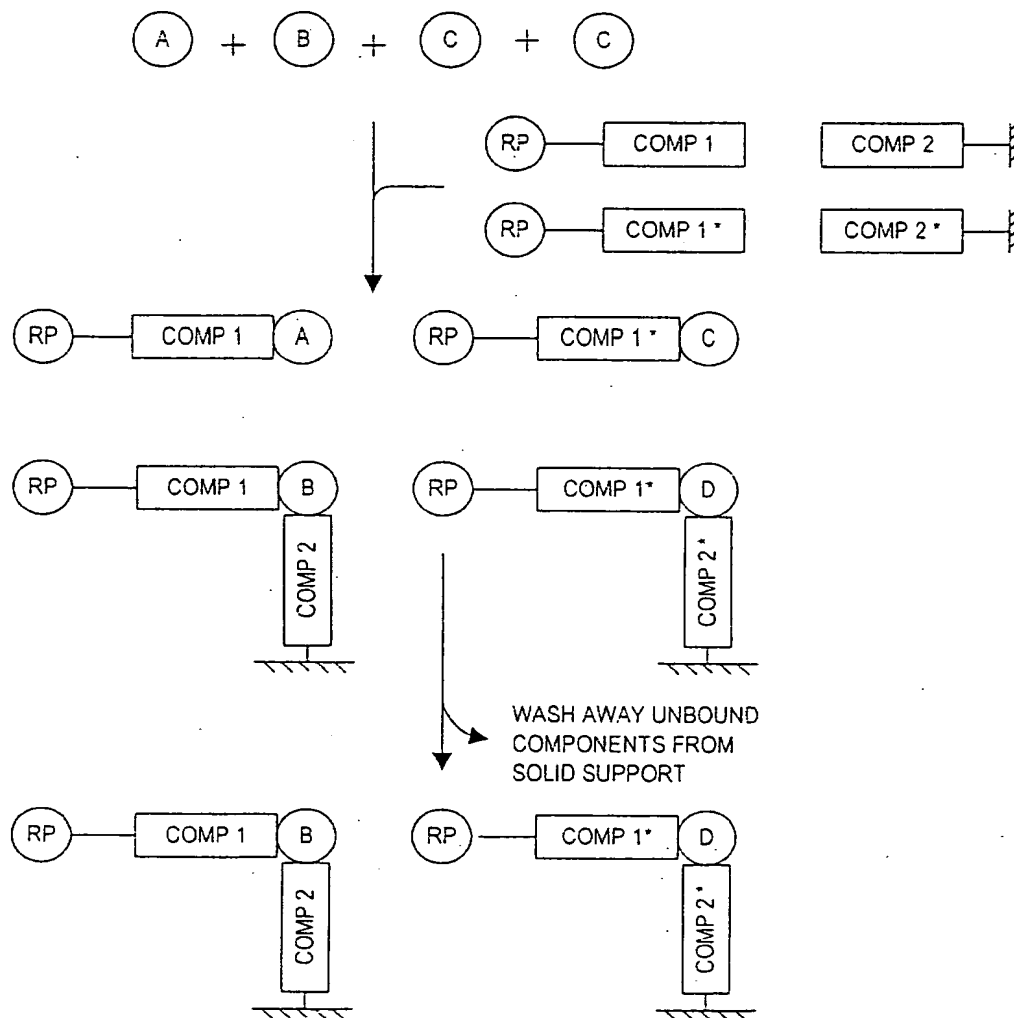 A + B + C + C
RP COMP 1 COMP 2
RP COMP 1* COMP 2*
RP COMP 1 A RP COMP 1* C
RP COMP 1 B RP COMP 1* D
COMP 2 COMP 2*
WASH AWAY UNBOUND
COMPONENTS FROM
SOLID SUPPORT
RP COMP 1 B RP COMP 1* D
COMP 2 COMP 2*